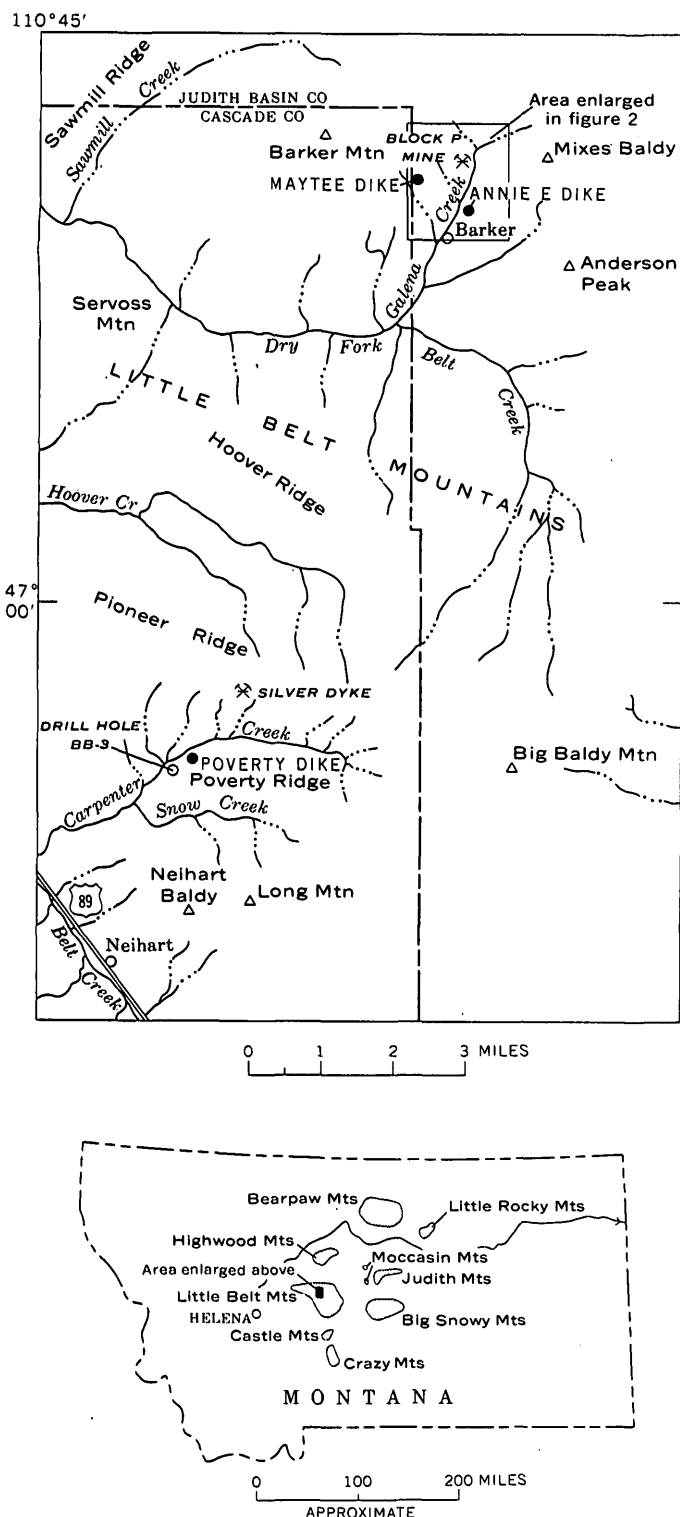 110°45'
Sawmill Ridge
Sawmill Creek
JUDITH BASIN CO
CASCADE CO
Barker Mtn
BLOCK P
MINE
Area enlarged
in figure 2
Mixes Baldy
MAYTEE DIKE
ANNIE E DIKE
Barker
Galena Creek
Anderson
Peak
Servoss
Mtn
Dry Fork Belt Creek
LITTLE BELT MOUNTAINS
Hoover Ridge
Hoover Cr
47°
00'
Pioneer Ridge
SILVER DYKE
DRILL HOLE
BB-3
Carpenter Creek
POVERTY DIKE
Poverty Ridge
Big Baldy Mtn
Snow Creek
Neihart
Baldy
Long Mtn
89
Neihart
Belt Creek
0 1 2 3 MILES
Bearpaw Mts
Little Rocky Mts
Highwood Mts
Moccasin Mts
Area enlarged above
Judith Mts
Little Belt Mts
HELENA
Big Snowy Mts
Castle Mts
Crazy Mts
MONTANA
0 100 200 MILES
APPROXIMATE